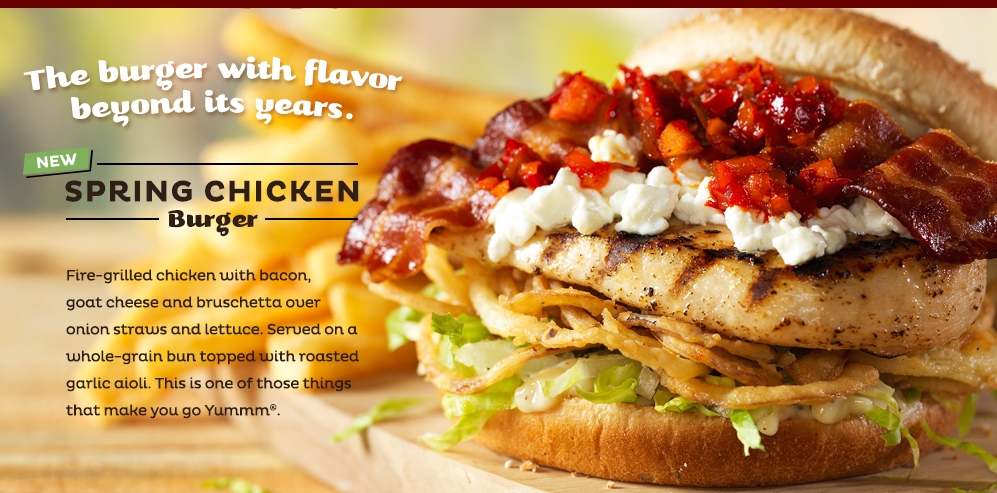 The burger with flavor
beyond its years.
NEW
SPRING CHICKEN
Burger
Fire-grilled chicken with bacon,
goat cheese and bruschetta over
onion straws and lettuce. Served on a
whole-grain bun topped with roasted
garlic aioli. This is one of those things
that make you go Yummm®.